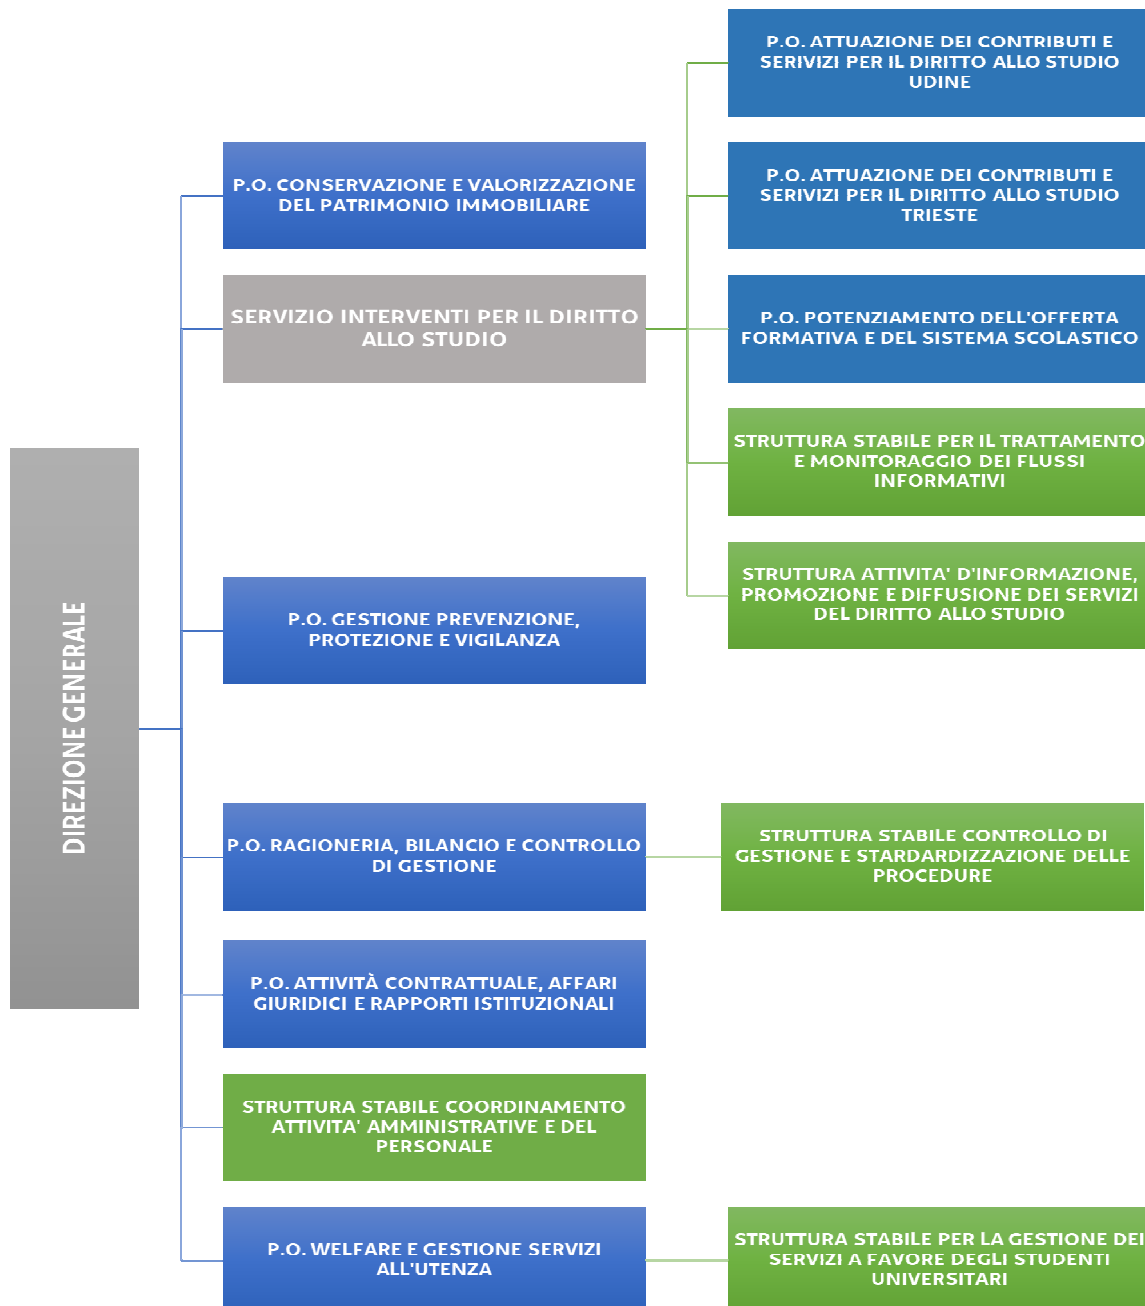 DIREZIONE GENERALE
P.O. CONSERVAZIONE E VALORIZZAZIONE
DEL PATRIMONIO IMMOBILIARE
SERVIZIO INTERVENTI PER IL DIRITTO
ALLO STUDIO
P.O. ATTUAZIONE DEI CONTRIBUTI E
SERIVIZI PER IL DIRITTO ALLO STUDIO
UDINE
P.O. ATTUAZIONE DEI CONTRIBUTI E
SERIVIZI PER IL DIRITTO ALLO STUDIO
TRIESTE
P.O. POTENZIAMENTO DELL'OFFERTA
FORMATIVA E DEL SISTEMA SCOLASTICO
STRUTTURA STABILE PER IL TRATTAMENTO
E MONITORAGGIO DEI FLUSSI
INFORMATIVI
STRUTTURA ATTIVITA' D'INFORMAZIONE,
PROMOZIONE E DIFFUSIONE DEI SERVIZI
DEL DIRITTO ALLO STUDIO
P.O. GESTIONE PREVENZIONE,
PROTEZIONE E VIGILANZA
P.O. RAGIONERIA, BILANCIO E CONTROLLO
DI GESTIONE
STRUTTURA STABILE CONTROLLO DI
GESTIONE E STARDARDIZZAZIONE DELLE
PROCEDURE
P.O. ATTIVITÀ CONTRATTUALE, AFFARI
GIURIDICI E RAPPORTI ISTITUZIONALI
STRUTTURA STABILE COORDINAMENTO
ATTIVITA' AMMINISTRATIVE E DEL
PERSONALE
P.O. WELFARE E GESTIONE SERVIZI
ALL'UTENZA
STRUTTURA STABILE PER LA GESTIONE DEI
SERVIZI A FAVORE DEGLI STUDENTI
UNIVERSITARI